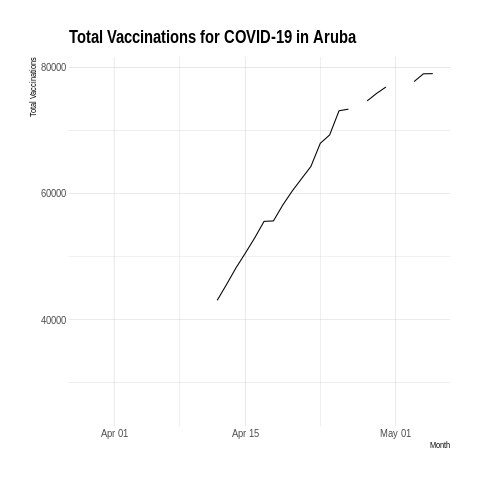 Total Vaccinations for COVID-19 in Aruba
Total Vaccinations
80000
60000
40000
Apr 01
Apr 15
May 01
Month